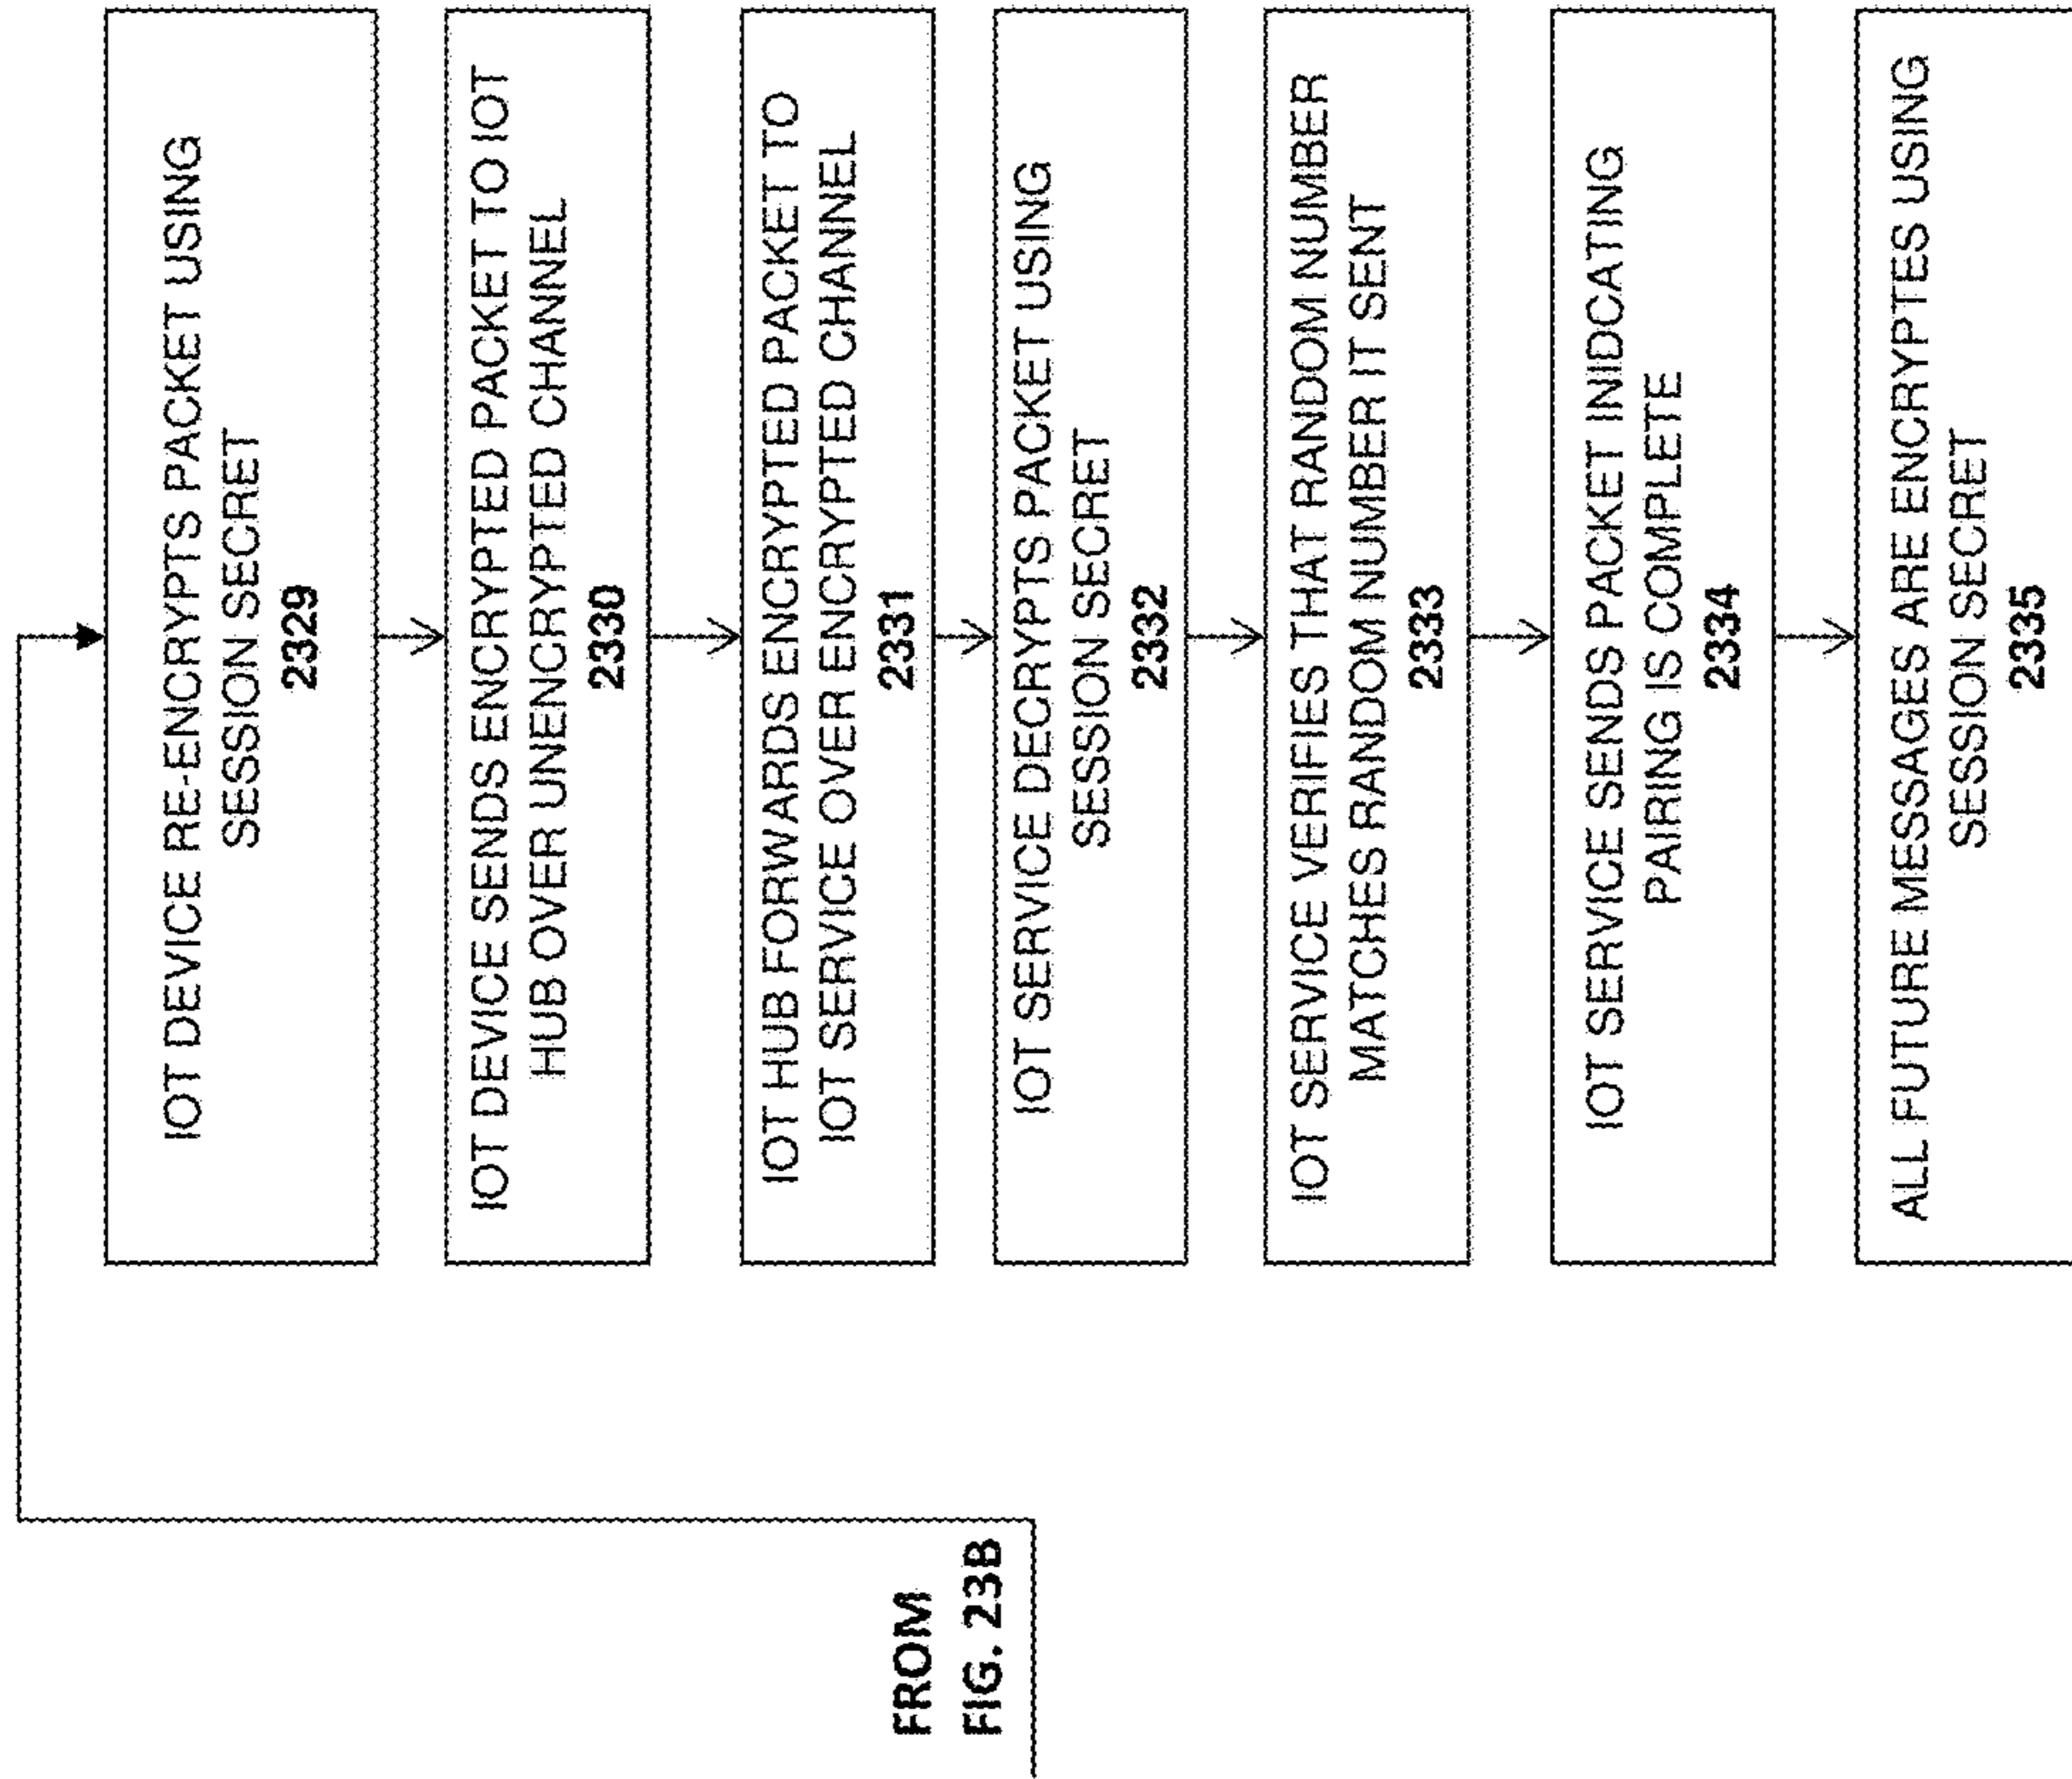 FROM
FIG. 23B
IOT DEVICE RE-ENCRYPTS PACKET USING
SESSION SECRET
2329
IOT DEVICE SENDS ENCRYPTED PACKET TO IOT
HUB OVER UNENCRYPTED CHANNEL
2330
IOT HUB FORWARDS ENCRYPTED PACKET TO
IOT SERVICE OVER ENCRYPTED CHANNEL
2331
IOT SERVICE DECRYPTS PACKET USING
SESSION SECRET
2332
IOT SERVICE VERIFIES THAT RANDOM NUMBER
MATCHES RANDOM NUMBER IT SENT
2333
IOT SERVICE SENDS PACKET INIDCATING
PAIRING IS COMPLETE
2334
ALL FUTURE MESSAGES ARE ENCRYPTES USING
SESSION SECRET
2335